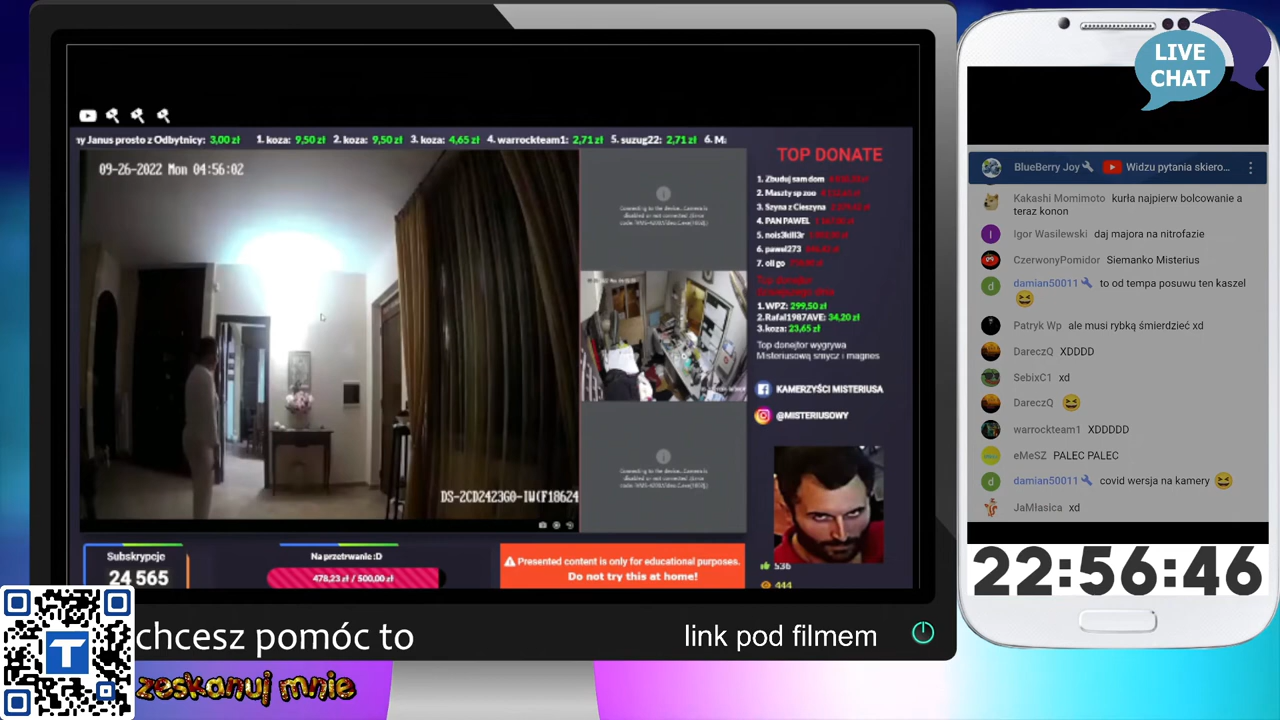 LIVE
CHAT
ny Janus prosto z Odbytnicy: 3,00 zł 1. koza: 9,50 zł 2. koza: 9,50 zł 3. koza: 4,65 zł 4. warrockteam1: 2,71 zł 5. suzug22: 2,71 zł 6. M
09-26-2022 Mon 04:56:02
DS-2CD2423G0-IW(F18624
TOP DONATE
1. Zbuduj sam dom
2. Maszty sp zoo
3. Szyna z Cieszyna
4. PAN PAWEL
5. nois3kill3r
6. pawel273
7. oli go
1. WPZ: 299,50 zł
2.Rafal1987AVE: 34,20 zł
3.koza: 23,65 zł
Top donejtor wygrywa
Misteriusową smycz i magnes
KAMERZYŚCI MISTERIUSA
@MISTERIUSOWY
536
444
Subskrypcje
24 565
Na przetrwanie :D
478,23 zł / 500,00 zł
Presented content is only for educational purposes.
Do not try this at home!
BlueBerry Joy Widzu pytania skiero...
Kakashi Momimoto kurła najpierw bolcowanie a
teraz konon
Igor Wasilewski daj majora na nitrofazie
CzerwonyPomidor Siemanko Misterius
damian50011 to od tempa posuwu ten kaszel
Patryk Wp ale musi rybką śmierdzieć xd
DareczQ XDDDD
SebixC1 xd
DareczQ
warrockteam1 XDDDDD
eMeSZ PALEC PALEC
damian50011 covid wersja na kamery
JaMłasica xd
22:56:46
chcesz pomóc to
link pod filmem
T
zeskanuj mnie